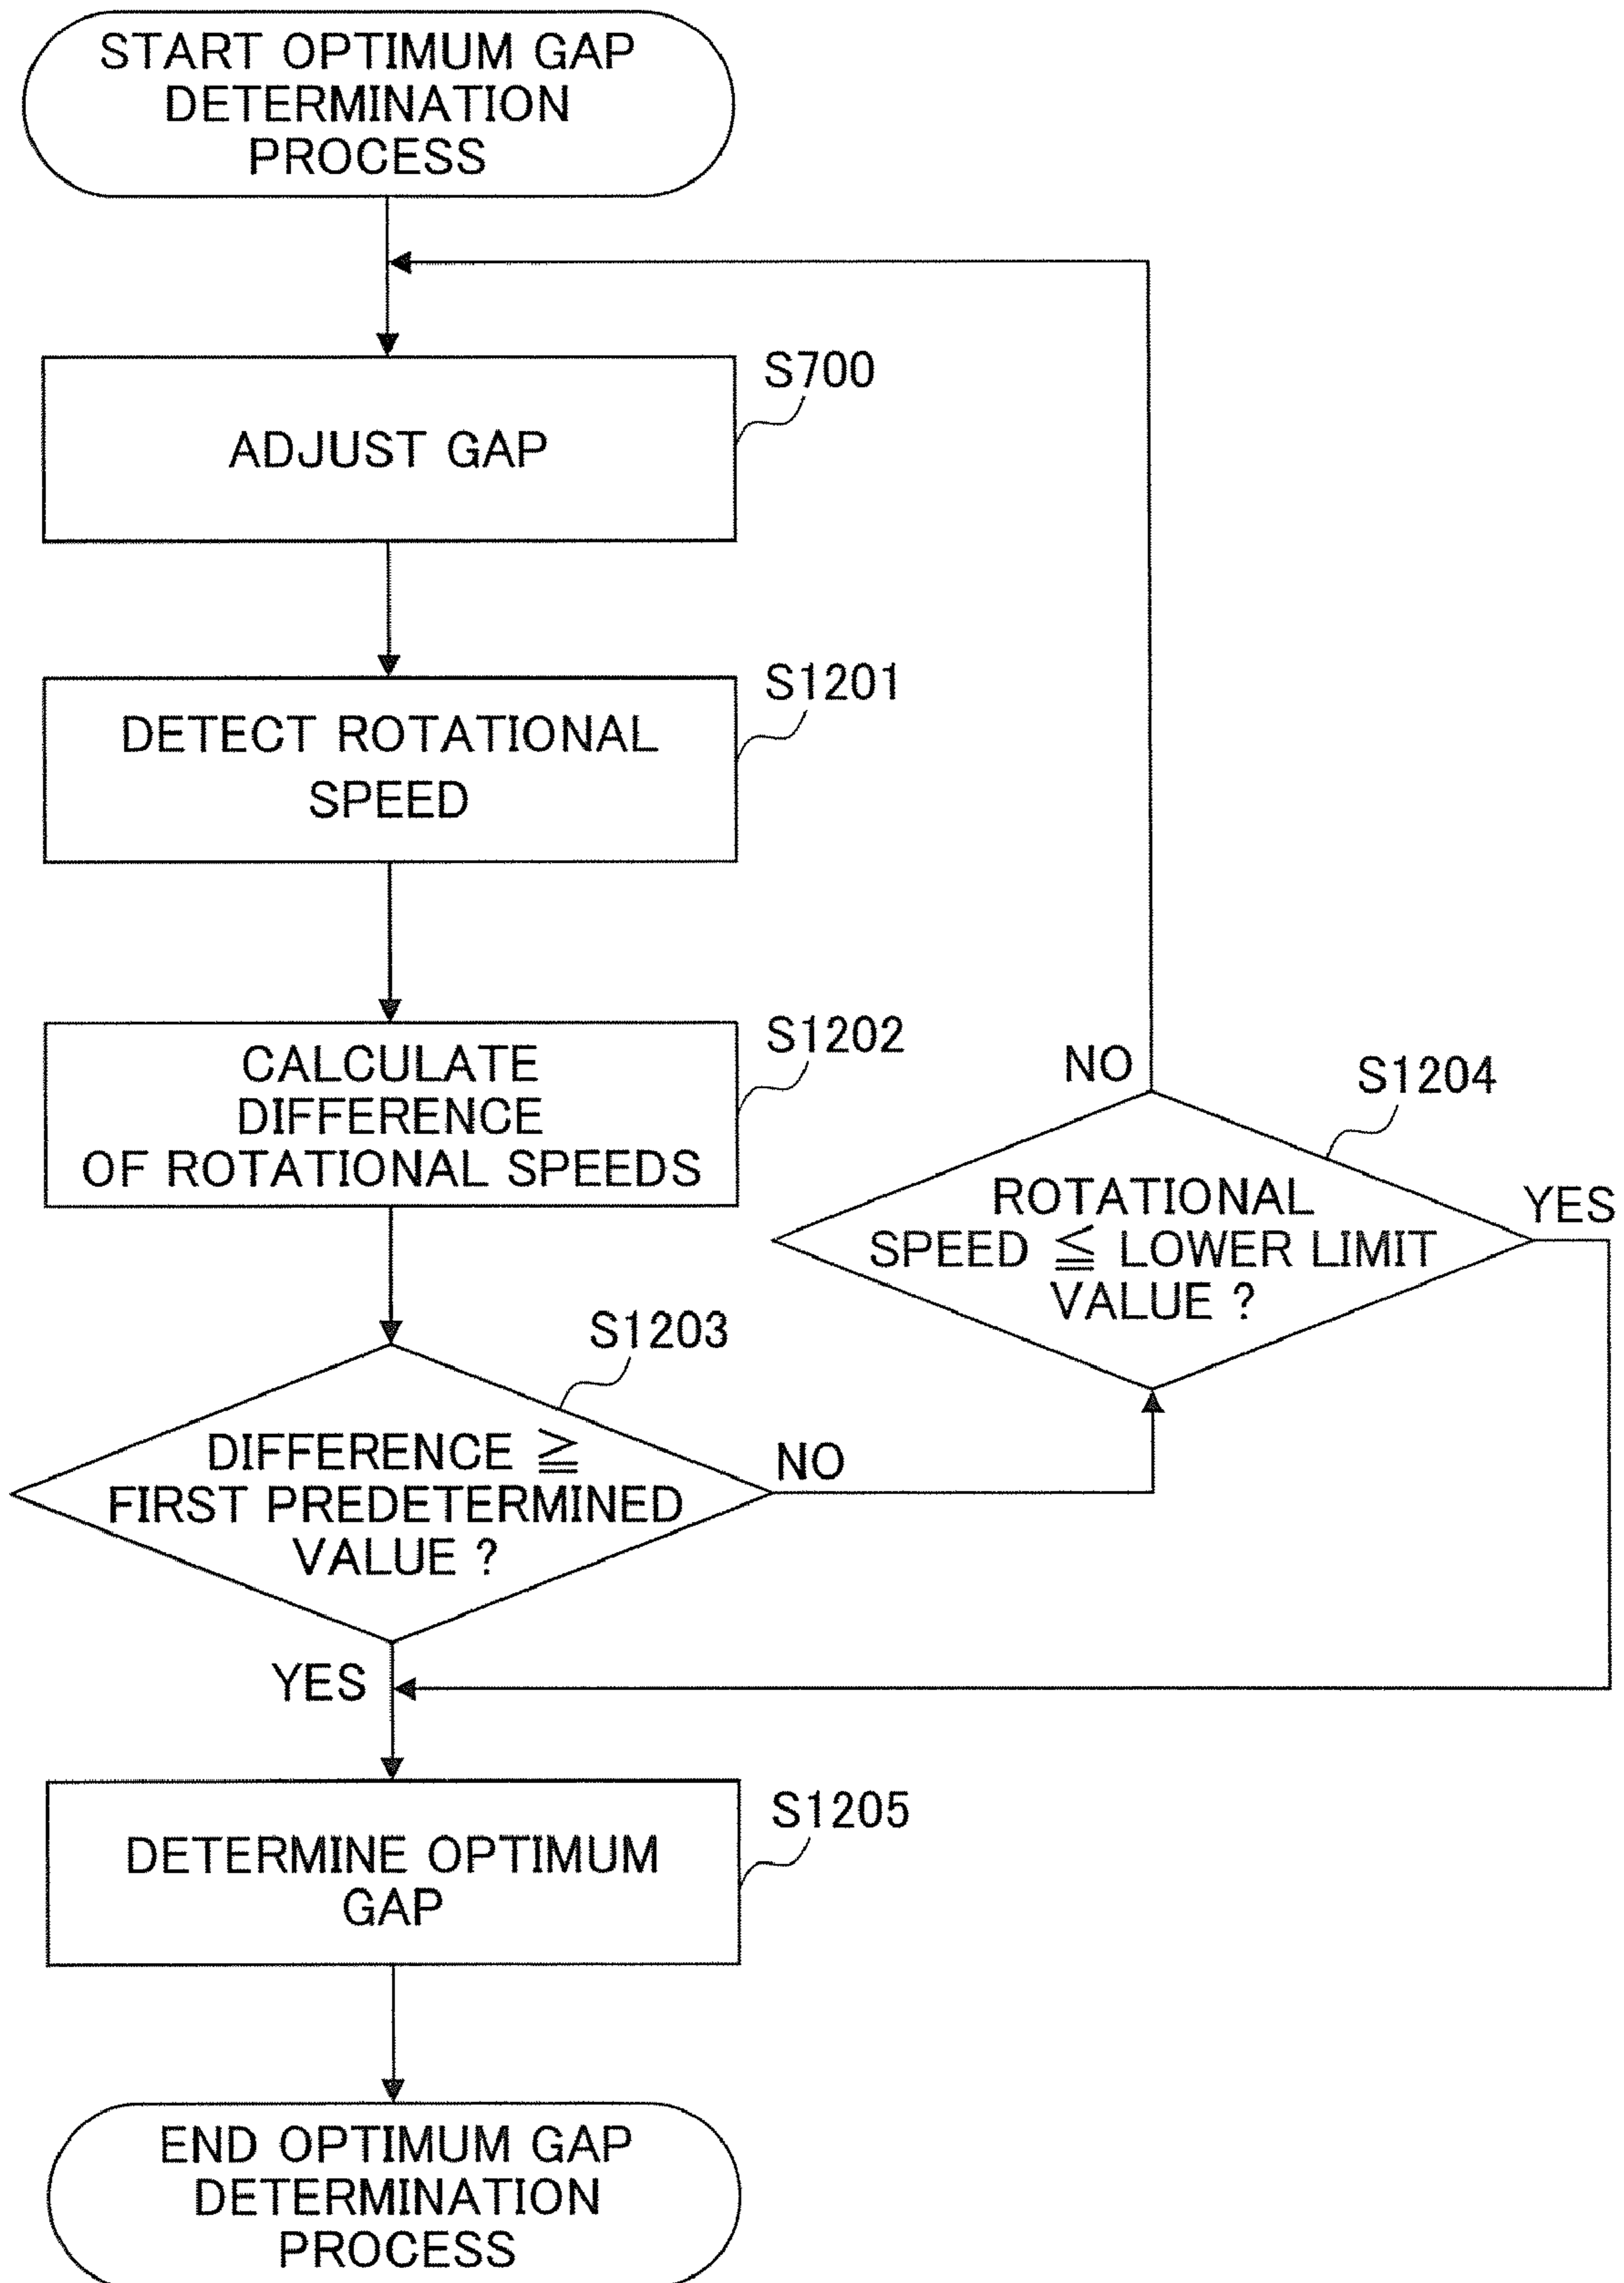 START OPTIMUM GAP
DETERMINATION
PROCESS
S700
ADJUST GAP
S1201
DETECT ROTATIONAL
SPEED
S1202
CALCULATE
DIFFERENCE
OF ROTATIONAL SPEEDS
NO
S1204
ROTATIONAL
SPEED ≦ LOWER LIMIT
VALUE ?
YES
S1203
DIFFERENCE ≧
FIRST PREDETERMINED
VALUE ?
NO
YES
S1205
DETERMINE OPTIMUM
GAP
END OPTIMUM GAP
DETERMINATION
PROCESS